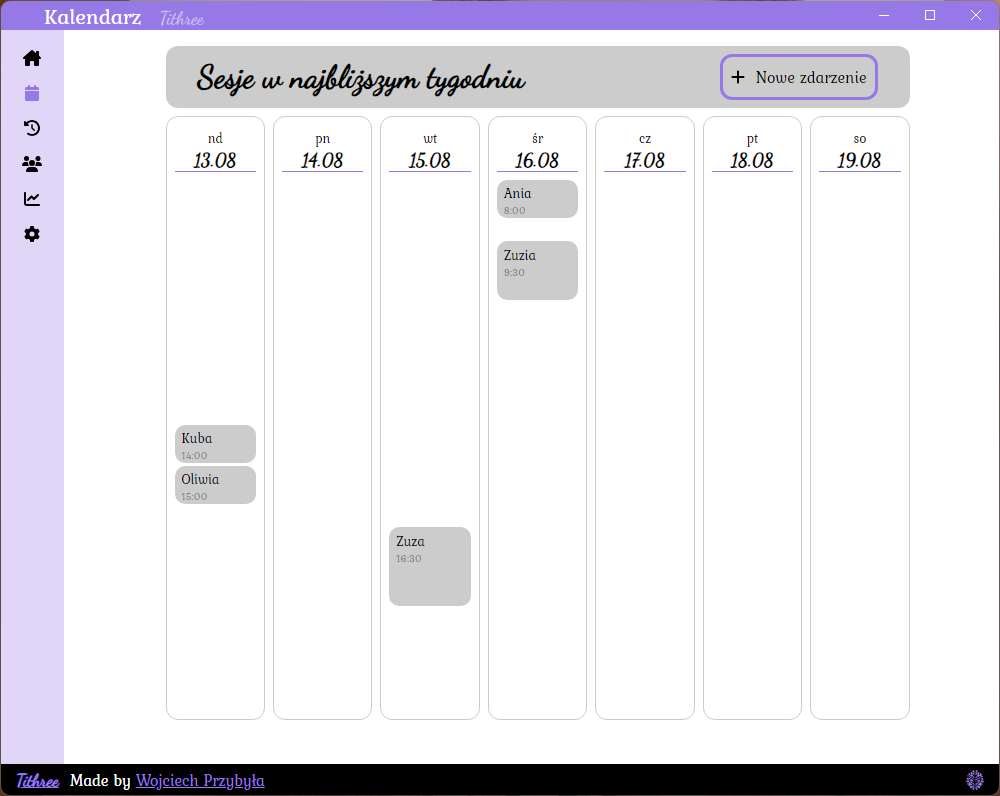 Kalendarz Tithree
Sesje w najbliższym tygodniu
Nowe zdarzenie
nd
13.08
Kuba
14:00
Oliwia
15:00
pn
14.08
wt
15.08
Zuza
16:30
śr
16.08
Ania
8:00
Zuzia
9:30
cz
17.08
pt
18.08
so
19.08
Tithree Made by Wojciech Przybyła